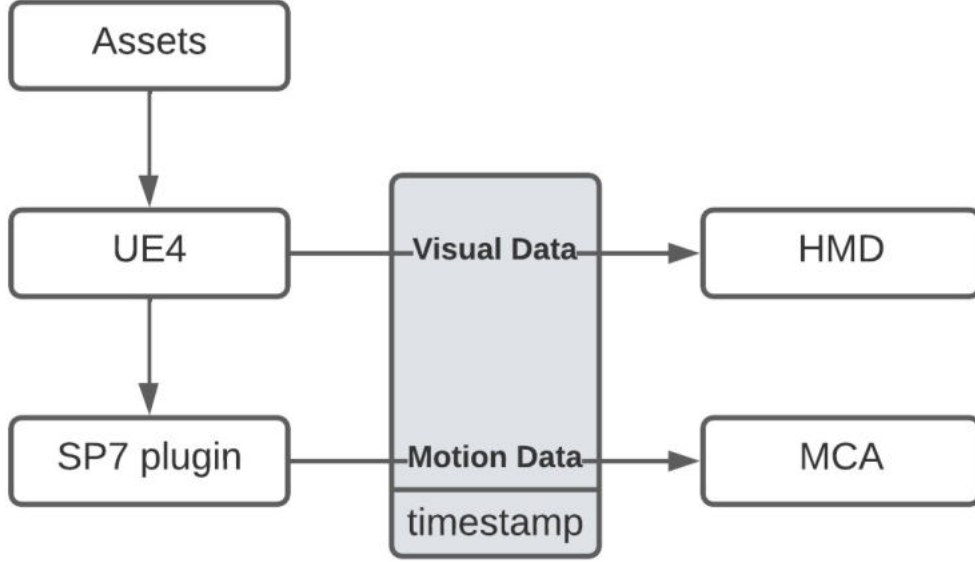 Assets
UE4
Visual Data
HMD
SP7 plugin
Motion Data
MCA
timestamp